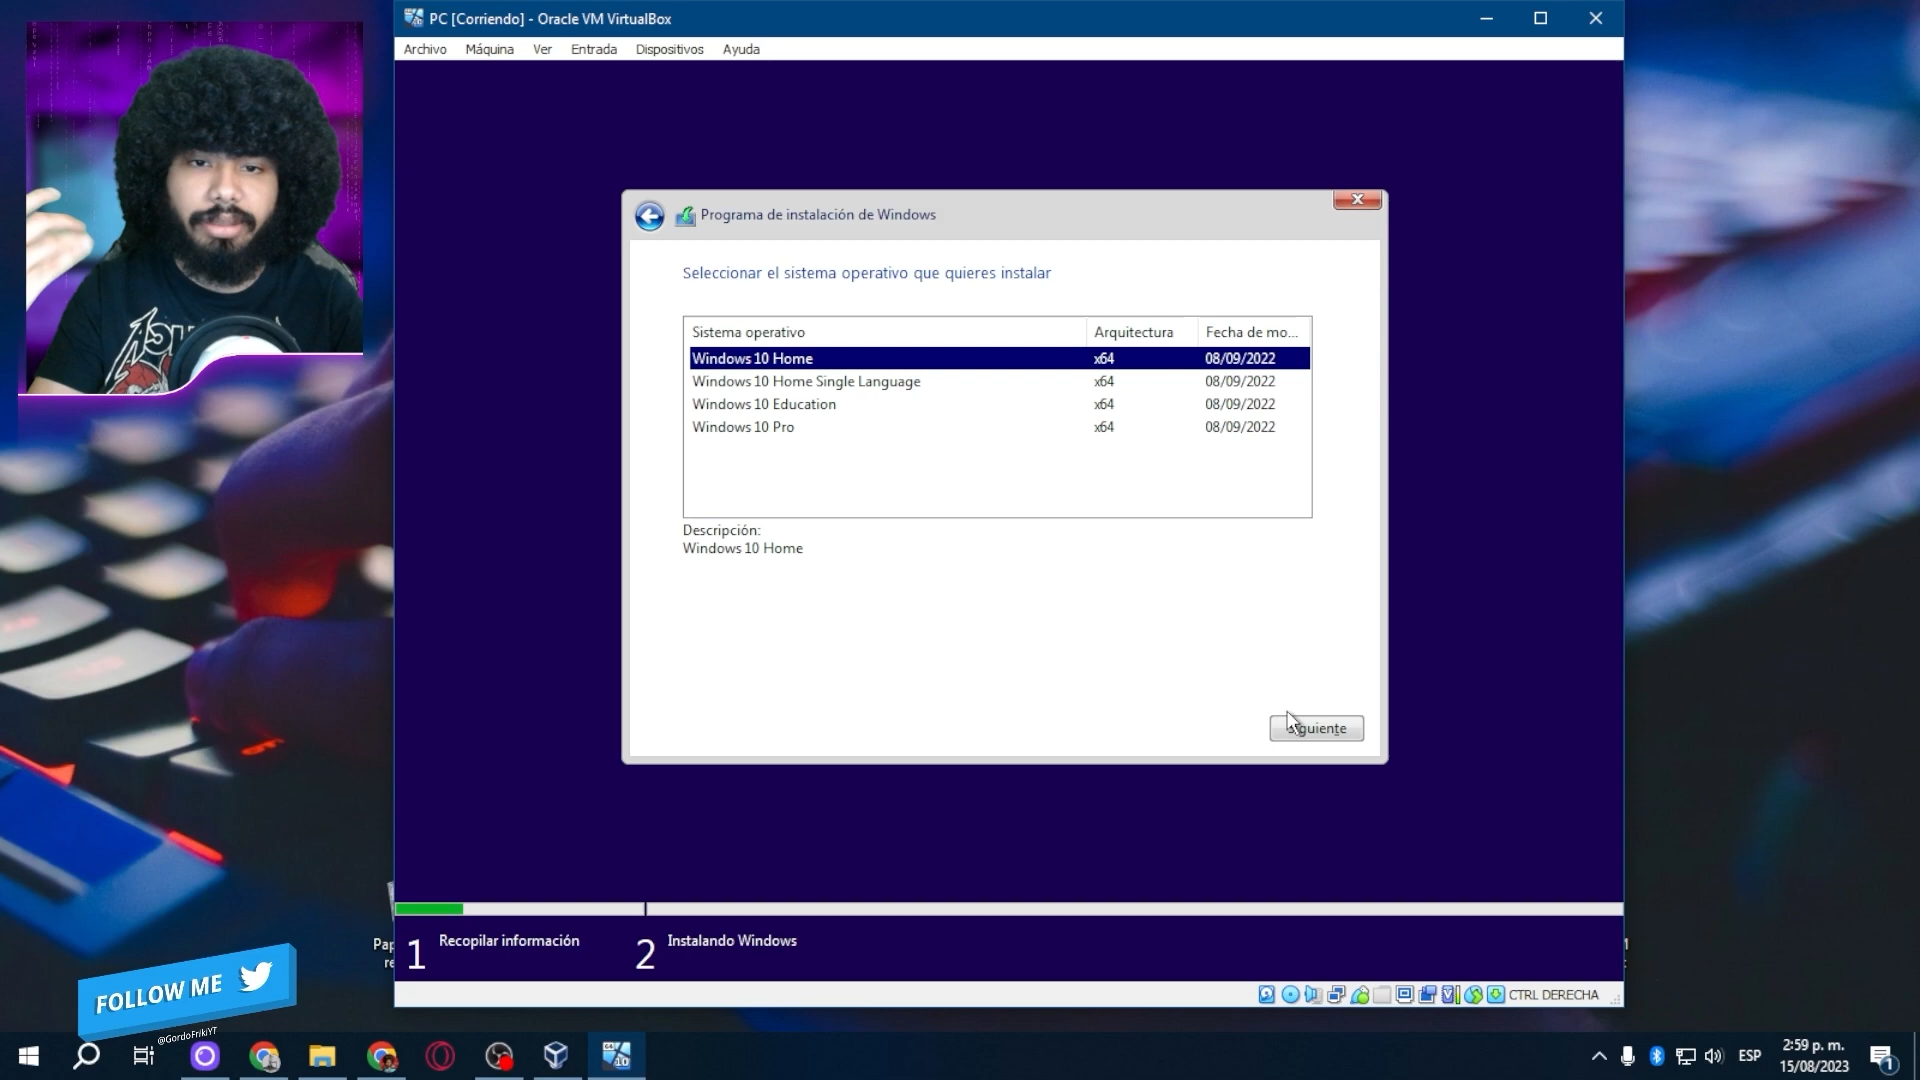 PC [Corriendo] - Oracle VM VirtualBox
Archivo Máquina Ver Entrada Dispositivos Ayuda
Programa de instalación de Windows
Seleccionar el sistema operativo que quieres instalar
Sistema operativo Arquitectura Fecha de mo...
Windows 10 Home x64 08/09/2022
Windows 10 Home Single Language x64 08/09/2022
Windows 10 Education x64 08/09/2022
Windows 10 Pro x64 08/09/2022
Descripción:
Windows 10 Home
Siguiente
1 Recopilar información 2 Instalando Windows
CTRL DERECHA
Pap
re
FOLLOW ME
@GordoFrikiYT
ESP
2:59 p. m.
15/08/2023
1